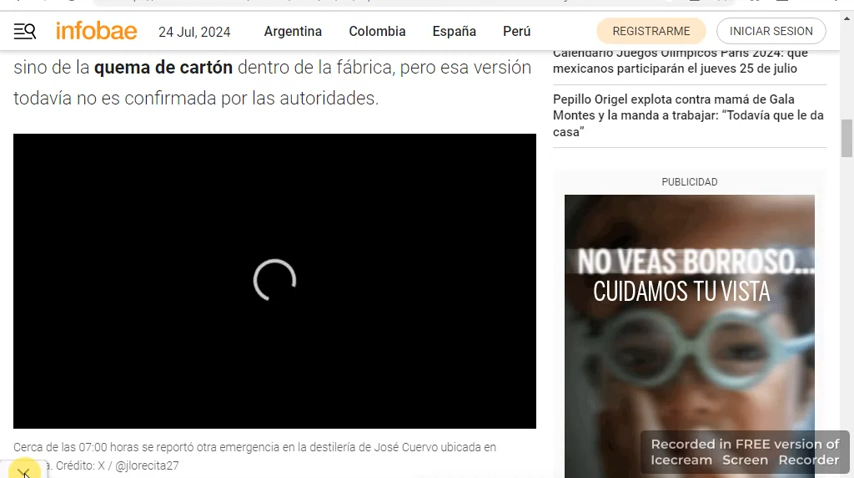 infobae
24 Jul, 2024
Argentina
Colombia
España
Perú
REGISTRARME
INICIAR SESION
sino de la quema de cartón dentro de la fábrica, pero esa versión
todavía no es confirmada por las autoridades.
Cerca de las 07:00 horas se reportó otra emergencia en la destilería de José Cuervo ubicada en
Crédito: X / @jlorecita27
Calendario Juegos Olímpicos París 2024: qué
mexicanos participarán el jueves 25 de julio
Pepillo Origel explota contra mamá de Gala
Montes y la manda a trabajar: “Todavía que le da
casa”
PUBLICIDAD
NO VEAS BORROSO...
CUIDAMOS TU VISTA
Recorded in FREE version of
Icecream Screen Recorder